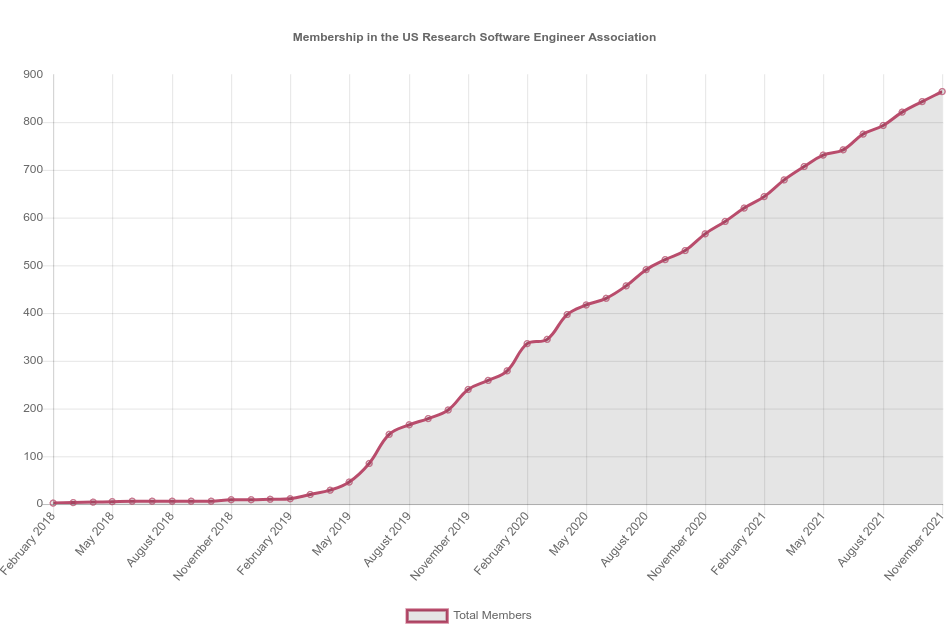 Membership in the US Research Software Engineer Association
900
800
700
600
500
400
300
200
100
0
February 2018
May 2018
August 2018
November 2018
February 2019
May 2019
August 2019
November 2019
February 2020
May 2020
August 2020
November 2020
February 2021
May 2021
August 2021
November 2021
Total Members